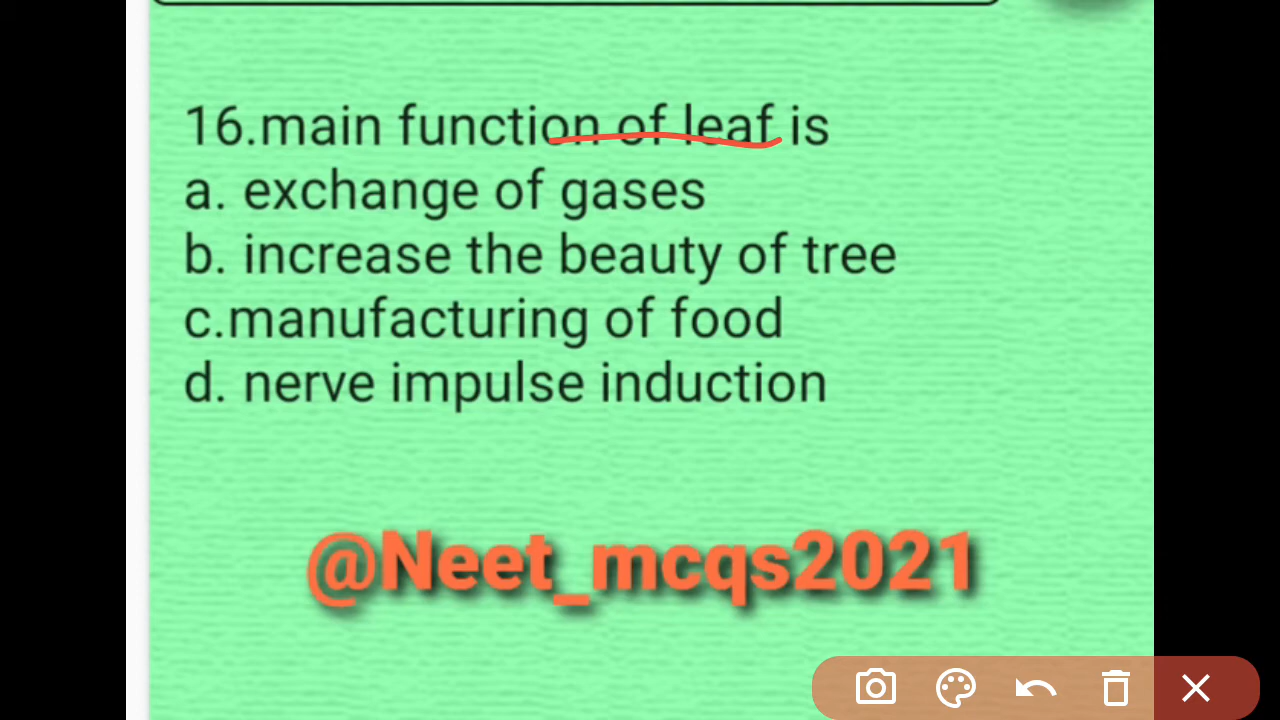 16.main function of leaf is
a. exchange of gases
b. increase the beauty of tree
c.manufacturing of food
d. nerve impulse induction
@Neet_mcqs2021